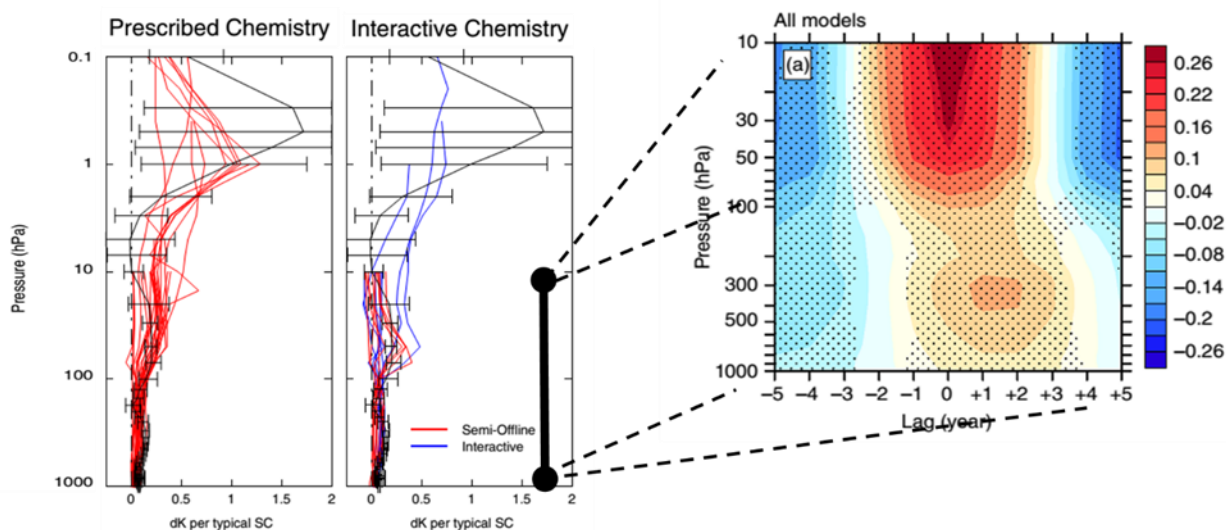 Prescribed Chemistry
Interactive Chemistry
0.1
1
10
100
1000
Pressure (hPa)
0 0.5 1 1.5 2
dK per typical SC
Semi-Offline
Interactive
0 0.5 1 1.5 2
dK per typical SC
All models
(a)
10
30
50
100
300
500
1000
Pressure (hPa)
−5 −4 −3 −2 −1 0 +1 +2 +3 +4 +5
Lag (year)
0.26
0.22
0.16
0.1
0.04
−0.02
−0.08
−0.14
−0.2
−0.26